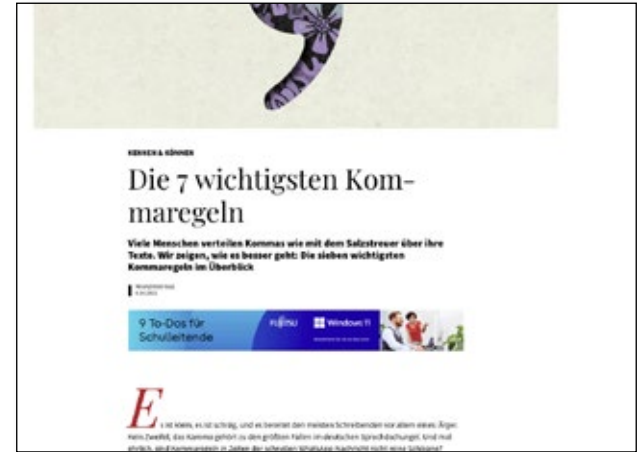 KENNEN & KÖNNEN
Die 7 wichtigsten Kom-
maregeln
Viele Menschen verteilen Kommas wie mit dem Salzstreuer über ihre
Texte. Wir zeigen, wie es besser geht: Die sieben wichtigsten
Kommaregeln im Überblick
9 To-Dos für
Schulleitende
FUJITSU
Windows 11
Es ist klein, es ist schräg, und es bereitet den meisten Schreibenden vor allem eines: Ärger.
Kein Zweifel, das Komma gehört zu den größten Fallen im deutschen Sprachdschungel. Und mal
ehrlich, sind Kommaregeln in Zeiten der schnellen WhatsApp-Nachricht nicht eine Schikane?